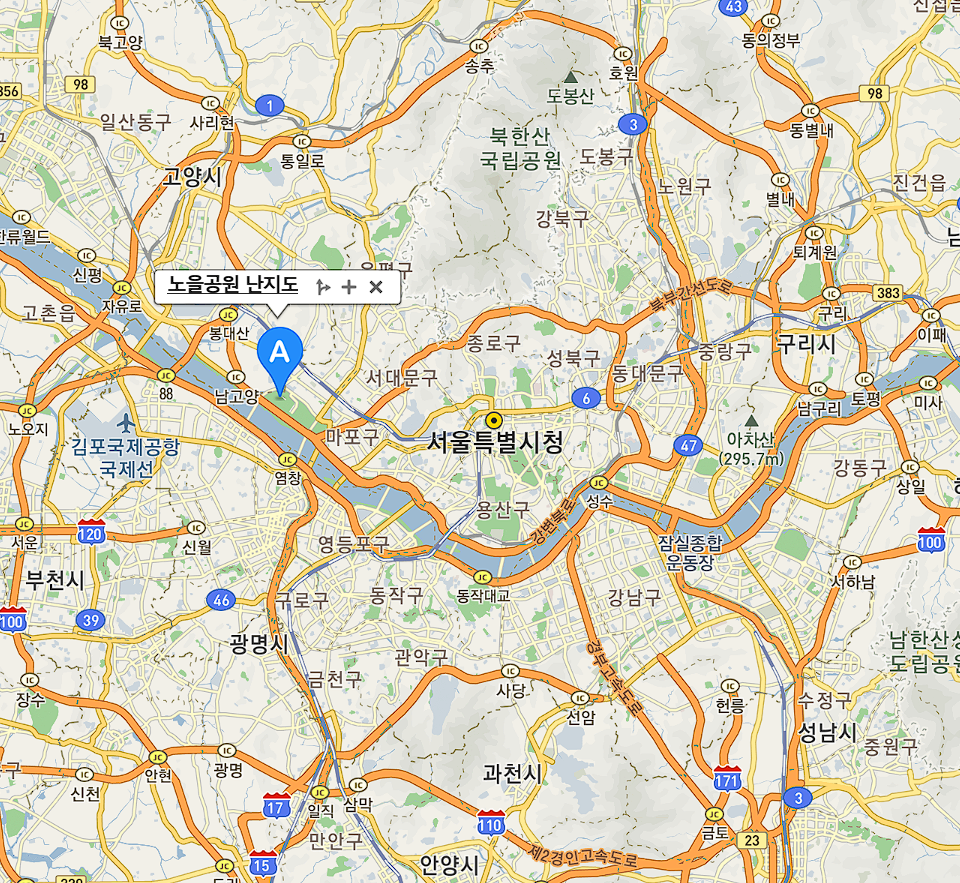 43
북고양
송추
호원
동의정부
98
356
도봉산
98
1
사리현
일산동구
3
북한산
국립공원
도봉구
동별내
통일로
고양시
노원구
별내
진건읍
강북구
한류월드
퇴계원
신평
노을공원 난지도
북부간선도로
383
자유로
구리
고촌읍
봉대산
이패
A
종로구
성북구
중랑구
구리시
서대문구
동대문구
88
남고양
6
남구리
토평
미사
노오지
김포국제공항
국제선
마포구
서울특별시청
47
아차산
(295.7m)
강동구
염창
상일
성수
용산구
강변북로
서운
120
신월
영등포구
잠실종합
운동장
100
부천시
동작대교
서하남
46
구로구
동작구
강남구
100
39
광명시
관악구
경부고속도로
금천구
사당
장수
선암
헌릉
수정구
성남시
중원구
안현
광명
과천시
신천
171
3
17
일직
삼막
110
금토
23
만안구
제2경인고속도로
15
안양시